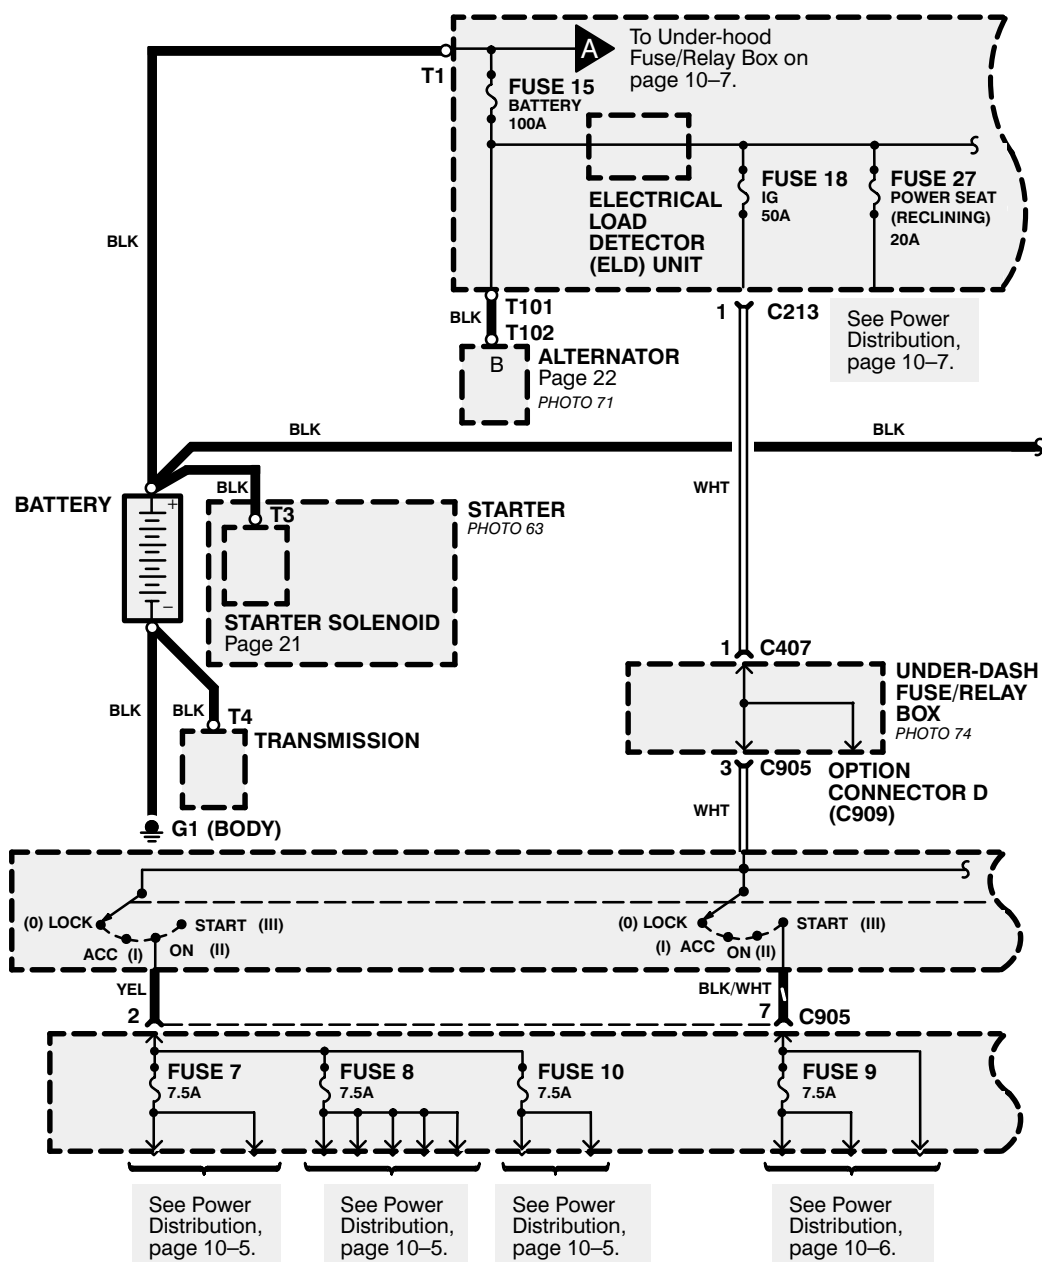 To Under-hood
Fuse/Relay Box on
page 10–7.
A
T1
FUSE 15
BATTERY
100A
FUSE 18
IG
50A
FUSE 27
POWER SEAT
(RECLINING)
20A
ELECTRICAL
LOAD
DETECTOR
(ELD) UNIT
BLK
T101
BLK
T102
1
C213
See Power
Distribution,
page 10–7.
B
ALTERNATOR
Page 22
PHOTO 71
BLK
BLK
BATTERY
+
–
BLK
T3
STARTER
PHOTO 63
WHT
STARTER SOLENOID
Page 21
1
C407
UNDER-DASH
FUSE/RELAY
BOX
PHOTO 74
BLK
BLK
T4
TRANSMISSION
3
C905
OPTION
CONNECTOR D
(C909)
WHT
G1 (BODY)
(0) LOCK
START (III)
ACC (I)
ON (II)
(0) LOCK
START (III)
(I) ACC
ON (II)
YEL
BLK/WHT
2
7
C905
FUSE 7
7.5A
FUSE 8
7.5A
FUSE 10
7.5A
FUSE 9
7.5A
See Power
Distribution,
page 10–5.
See Power
Distribution,
page 10–5.
See Power
Distribution,
page 10–5.
See Power
Distribution,
page 10–6.